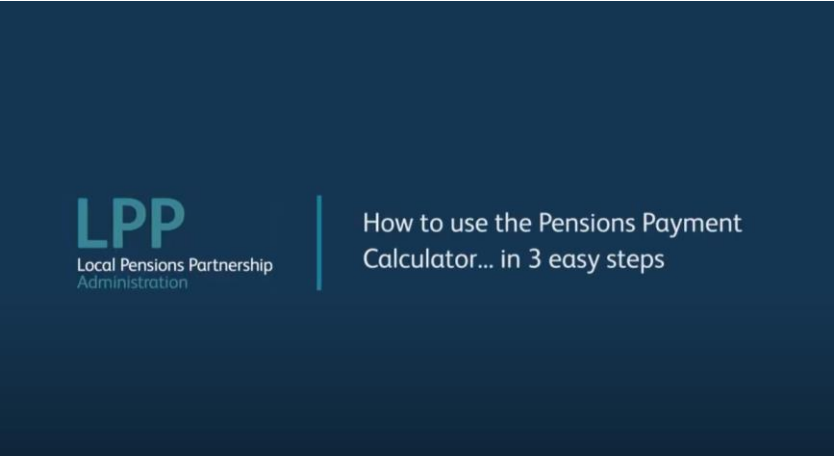 LPP
Local Pensions Partnership
Administration
How to use the Pensions Payment
Calculator... in 3 easy steps